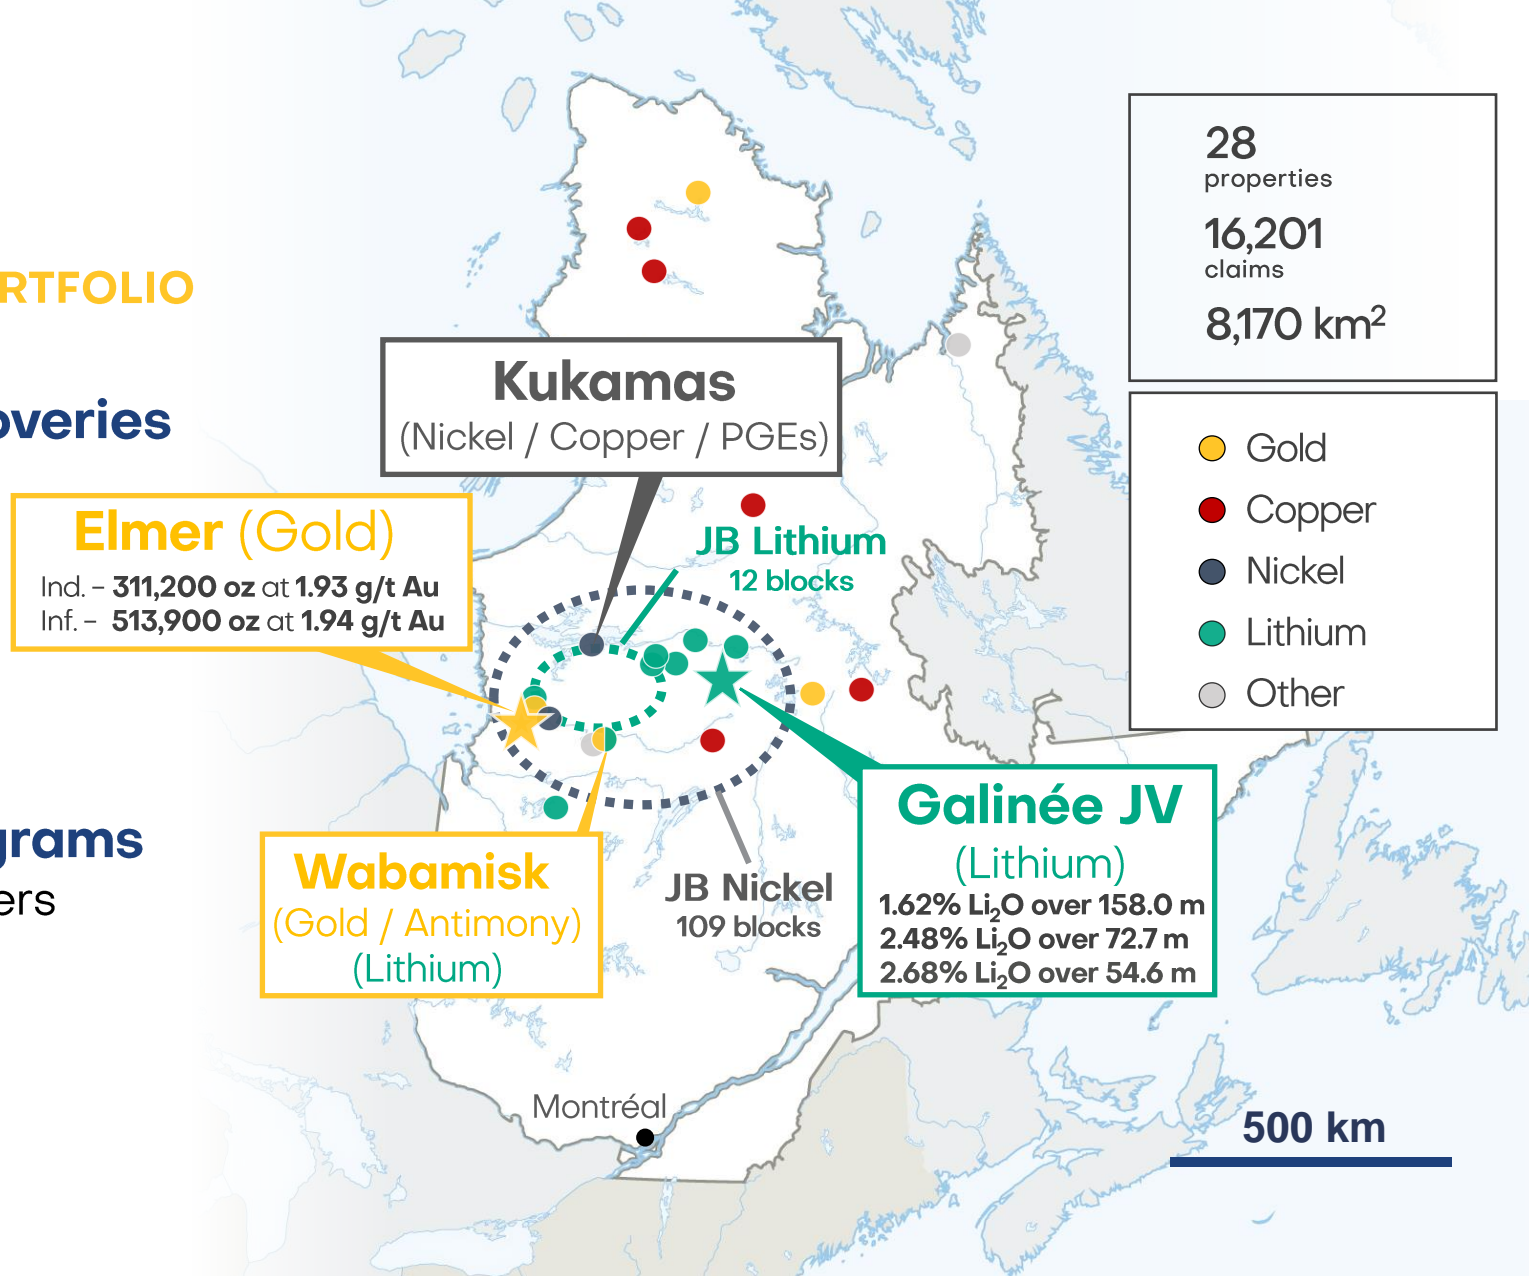 RTFOLIO
overies
grams
ers
Kukamas
(Nickel / Copper / PGEs)
Elmer (Gold)
Ind. – 311,200 oz at 1.93 g/t Au
Inf. – 513,900 oz at 1.94 g/t Au
JB Lithium
12 blocks
Wabamisk
(Gold / Antimony)
(Lithium)
JB Nickel
109 blocks
Galinée JV
(Lithium)
1.62% Li₂O over 158.0 m
2.48% Li₂O over 72.7 m
2.68% Li₂O over 54.6 m
Montréal
28
properties
16,201
claims
8,170 km²
Gold
Copper
Nickel
Lithium
Other
500 km